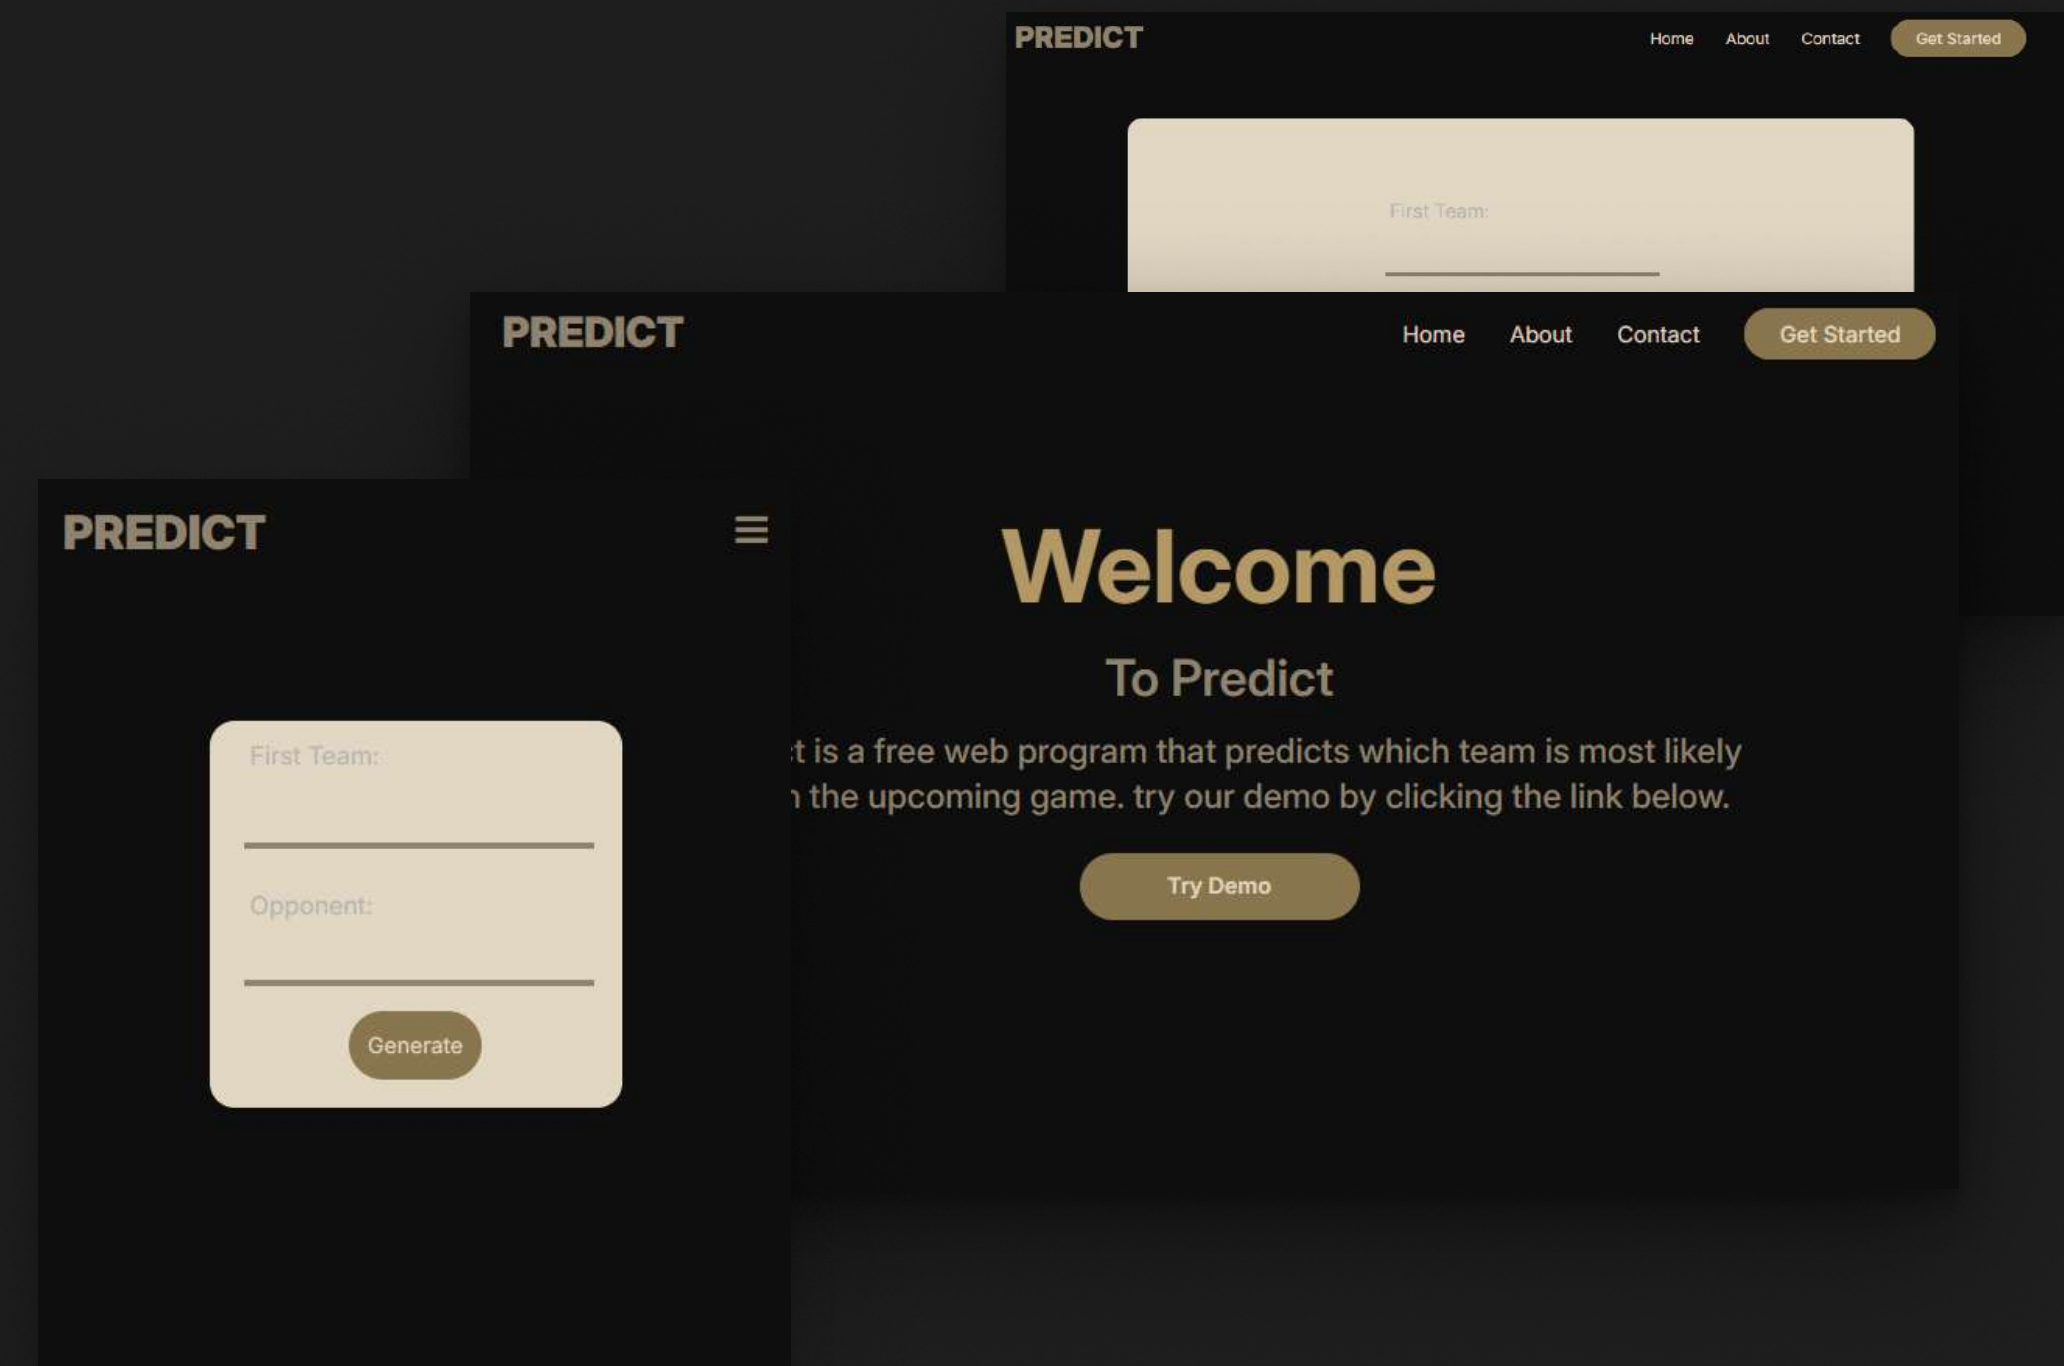 PREDICT
Home About Contact Get Started
First Team:
PREDICT
Home About Contact Get Started
Welcome
To Predict
is a free web program that predicts which team is most likely
the upcoming game. try our demo by clicking the link below.
Try Demo
PREDICT
First Team:
Opponent:
Generate